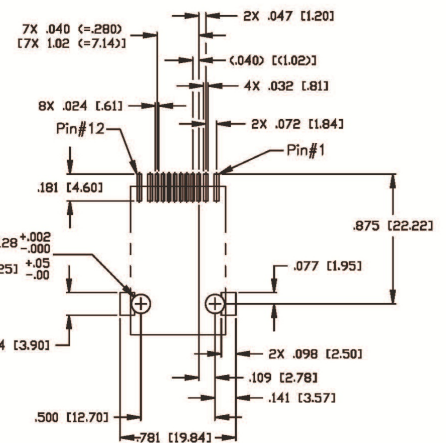 2X .047 [1.20]
7X .040 (=.280)
[7X 1.02 (=7.14)]
(.040) [(1.02)]
4X .032 [.81]
8X .024 [.61]
2X .072 [1.84]
Pin#12
Pin#1
.181 [4.60]
.875 [22.22]
28 +.002
-.000
25] +.05
-.00
.077 [1.95]
4 [3.90]
2X .098 [2.50]
.109 [2.78]
.500 [12.70]
.141 [3.57]
.781 [19.84]